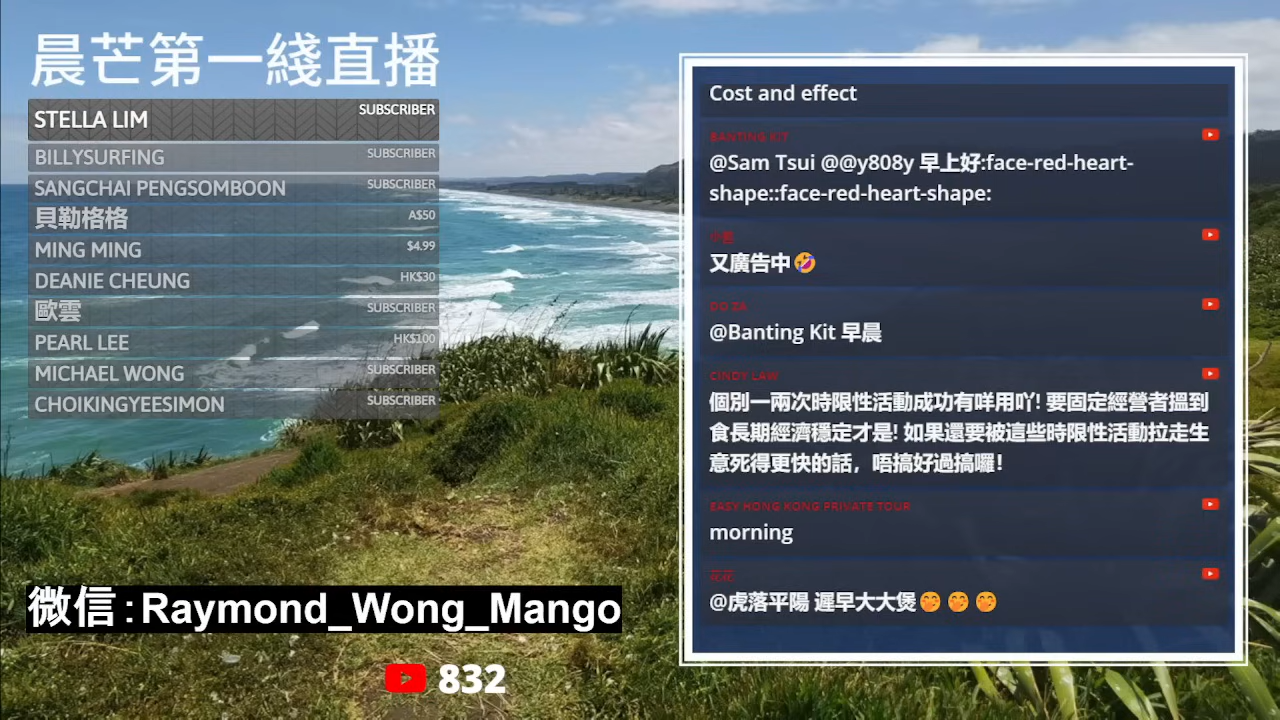 晨芒第一綫直播
STELLA LIM SUBSCRIBER
BILLYSURFING SUBSCRIBER
SANGCHAI PENGSOMBOON SUBSCRIBER
貝勒格格 A$50
MING MING $4.99
DEANIE CHEUNG HK$30
歐雲 SUBSCRIBER
PEARL LEE HK$100
MICHAEL WONG SUBSCRIBER
CHOIKINGYEESIMON SUBSCRIBER
微信:Raymond_Wong_Mango
832
Cost and effect
BANTING KIT
@Sam Tsui @@y808y 早上好:face-red-heart-
shape::face-red-heart-shape:
又廣告中🤣
DO ZA
@Banting Kit 早晨
CINDY LAW
個別一兩次時限性活動成功有咩用吖! 要固定經營者搵到
食長期經濟穩定才是! 如果還要被這些時限性活動拉走生
意死得更快的話，唔搞好過搞囉!
EASY HONG KONG PRIVATE TOUR
morning
@虎落平陽 遲早大大煲🤭 🤭 🤭